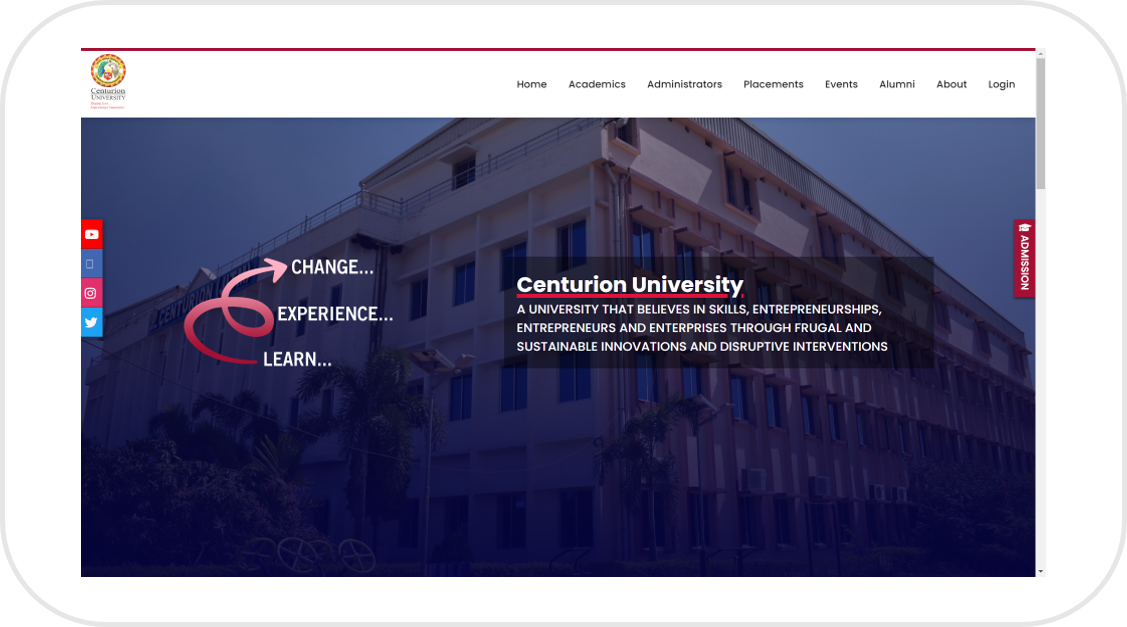 Centurion
UNIVERSITY
Home Academics Administrators Placements Events Alumni About Login
CHANGE...
EXPERIENCE...
LEARN...
Centurion University
A UNIVERSITY THAT BELIEVES IN SKILLS, ENTREPRENEURSHIPS,
ENTREPRENEURS AND ENTERPRISES THROUGH FRUGAL AND
SUSTAINABLE INNOVATIONS AND DISRUPTIVE INTERVENTIONS
ADMISSION
CENTURION